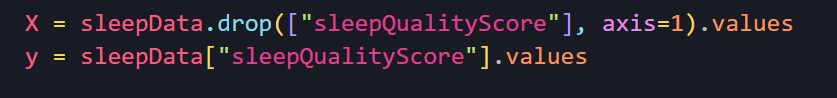 X = sleepData.drop(["sleepQualityScore"], axis=1).values
y = sleepData["sleepQualityScore"].values